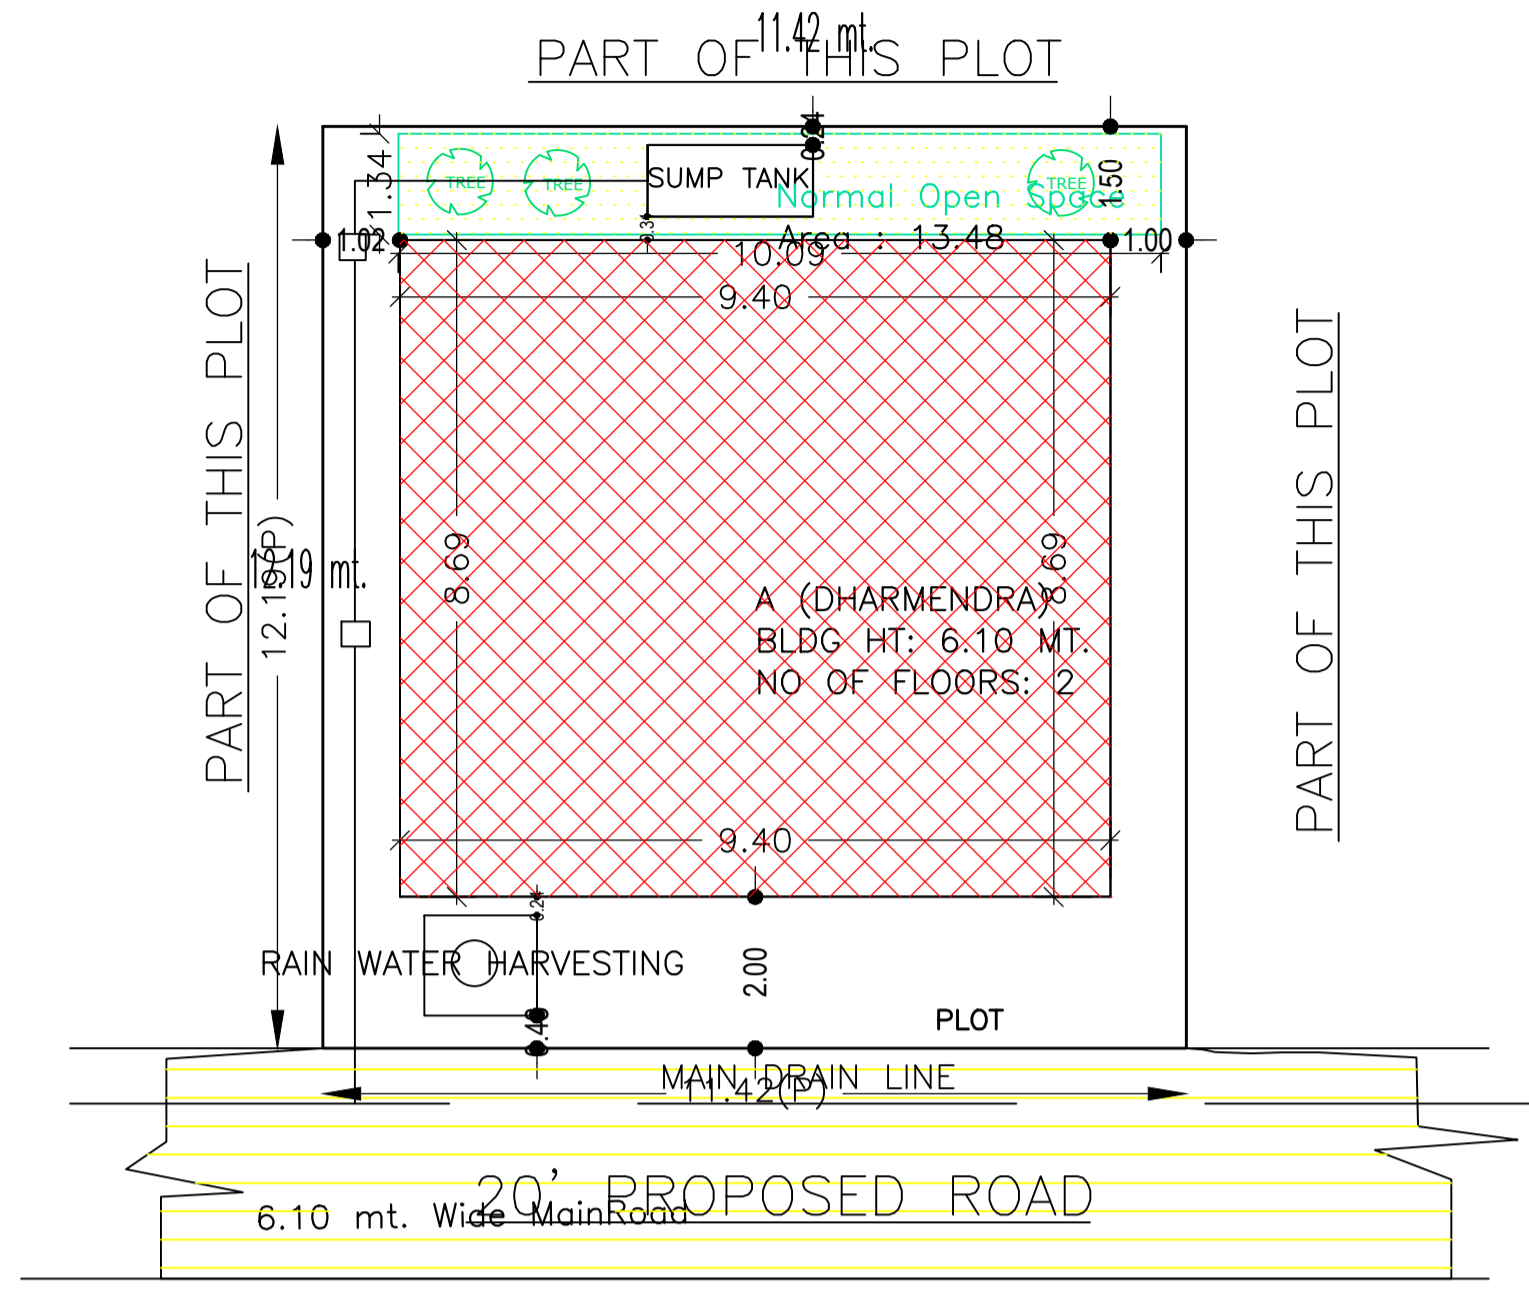 11.42 mt.
PART OF THIS PLOT
0.24
1.34
TREE
TREE
SUMP TANK
TREE
1.50
Normal Open Space
Area : 13.48
1.02
1.00
10.09
9.40
PART OF THIS PLOT
12.19(P)
12.19 mt.
8.69
8.69
PART OF THIS PLOT
A (DHARMENDRA)
BLDG HT: 6.10 MT.
NO OF FLOORS: 2
9.40
0.24
RAIN WATER HARVESTING
2.00
PLOT
MAIN DRAIN LINE
11.42(P)
20' PROPOSED ROAD
6.10 mt. Wide MainRoad